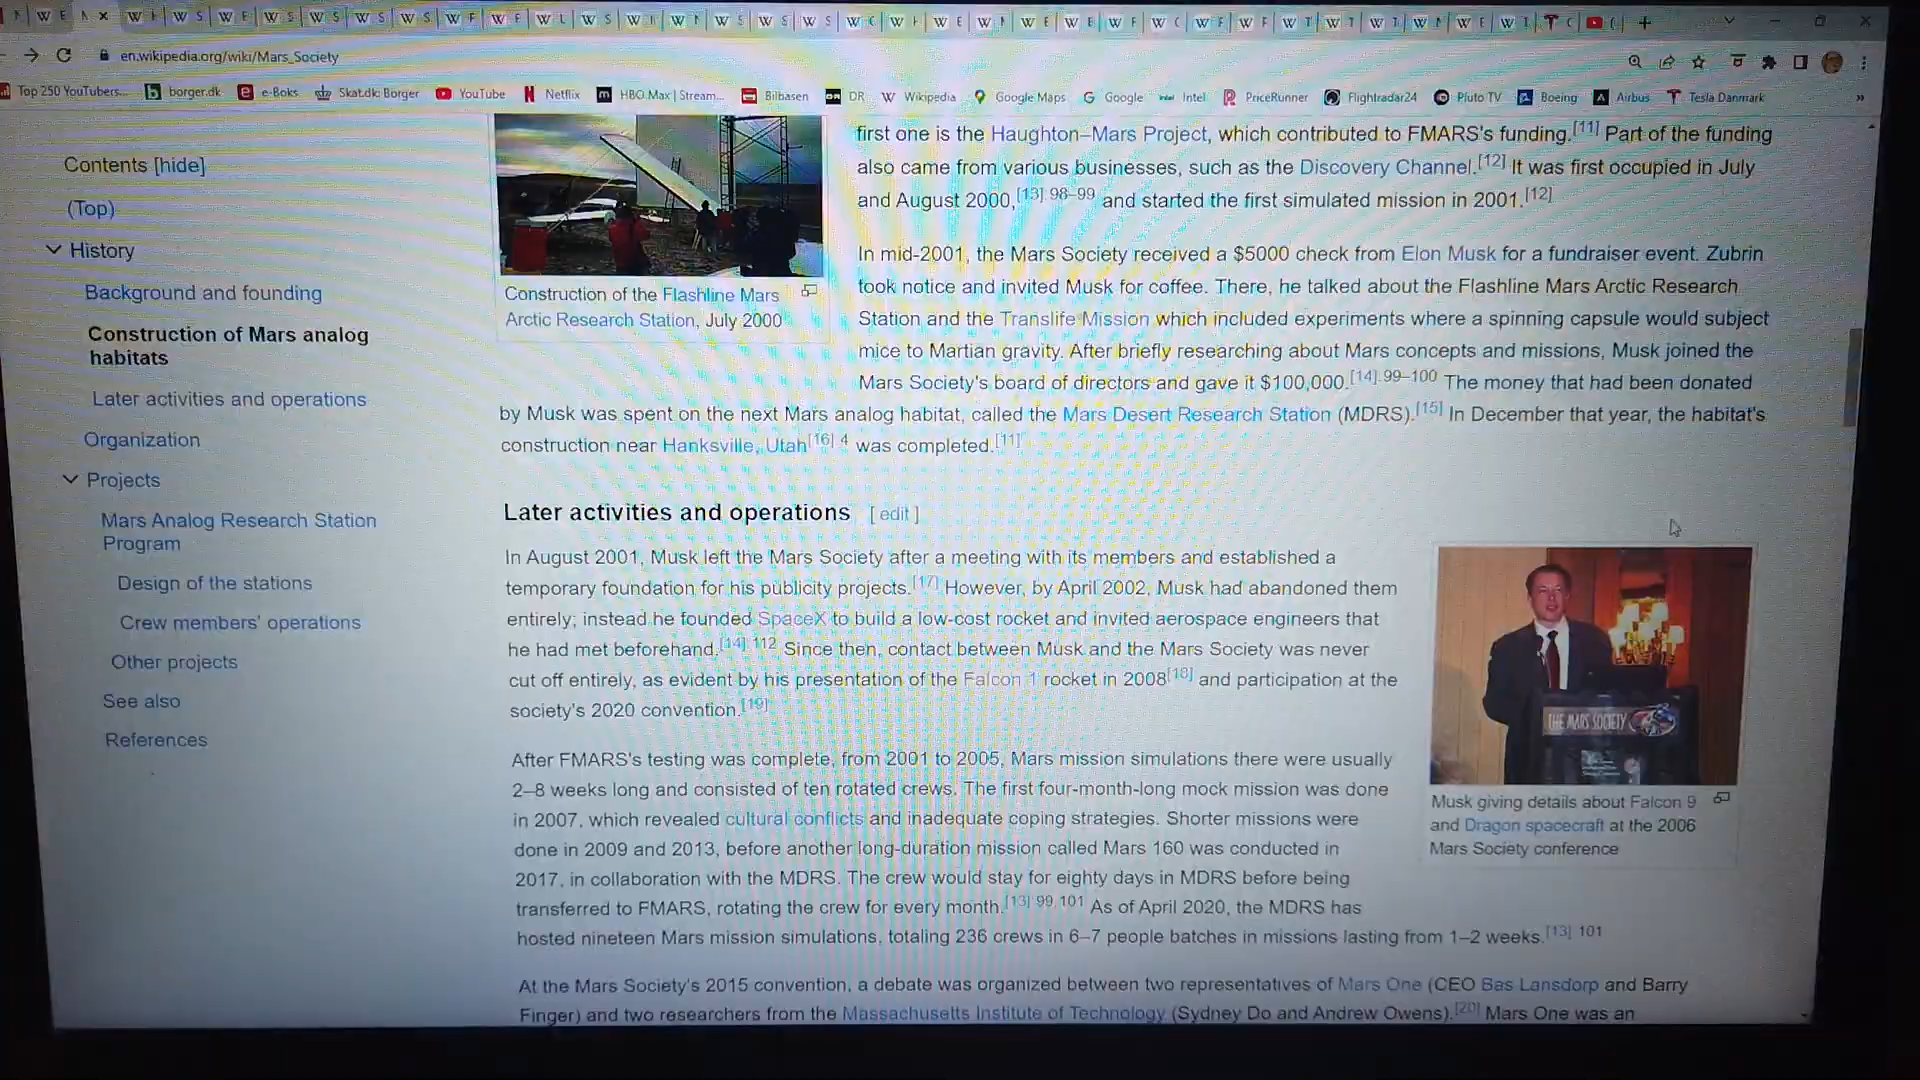 en.wikipedia.org/wiki/Mars_Society
Top 250 YouTubers... borger.dk e-Boks Skat.dk: Borger YouTube Netflix HBO Max | Stream... Bilbasen DR Wikipedia Google Maps Google Intel PriceRunner Flightradar24 Pluto TV Boeing Airbus Tesla Danmark »
Contents [hide]
(Top)
History
Background and founding
Construction of Mars analog
habitats
Later activities and operations
Organization
Projects
Mars Analog Research Station
Program
Design of the stations
Crew members' operations
Other projects
See also
References
Construction of the Flashline Mars
Arctic Research Station, July 2000
first one is the Haughton–Mars Project, which contributed to FMARS's funding.[11] Part of the funding
also came from various businesses, such as the Discovery Channel.[12] It was first occupied in July
and August 2000,[13]:98–99 and started the first simulated mission in 2001.[12]
In mid-2001, the Mars Society received a $5000 check from Elon Musk for a fundraiser event. Zubrin
took notice and invited Musk for coffee. There, he talked about the Flashline Mars Arctic Research
Station and the Translife Mission which included experiments where a spinning capsule would subject
mice to Martian gravity. After briefly researching about Mars concepts and missions, Musk joined the
Mars Society's board of directors and gave it $100,000.[14]:99–100 The money that had been donated
by Musk was spent on the next Mars analog habitat, called the Mars Desert Research Station (MDRS).[15] In December that year, the habitat's
construction near Hanksville, Utah[16]:4 was completed.[11]
Later activities and operations [ edit ]
In August 2001, Musk left the Mars Society after a meeting with its members and established a
temporary foundation for his publicity projects.[17] However, by April 2002, Musk had abandoned them
entirely; instead he founded SpaceX to build a low-cost rocket and invited aerospace engineers that
he had met beforehand.[14]:112 Since then, contact between Musk and the Mars Society was never
cut off entirely, as evident by his presentation of the Falcon 1 rocket in 2008[18] and participation at the
society's 2020 convention.[19]
THE MARS SOCIETY
Musk giving details about Falcon 9
and Dragon spacecraft at the 2006
Mars Society conference
After FMARS's testing was complete, from 2001 to 2005, Mars mission simulations there were usually
2–8 weeks long and consisted of ten rotated crews. The first four-month-long mock mission was done
in 2007, which revealed cultural conflicts and inadequate coping strategies. Shorter missions were
done in 2009 and 2013, before another long-duration mission called Mars 160 was conducted in
2017, in collaboration with the MDRS. The crew would stay for eighty days in MDRS before being
transferred to FMARS, rotating the crew for every month.[13]:99,101 As of April 2020, the MDRS has
hosted nineteen Mars mission simulations, totaling 236 crews in 6–7 people batches in missions lasting from 1–2 weeks.[13]:101
At the Mars Society's 2015 convention, a debate was organized between two representatives of Mars One (CEO Bas Lansdorp and Barry
Finger) and two researchers from the Massachusetts Institute of Technology (Sydney Do and Andrew Owens).[20] Mars One was an